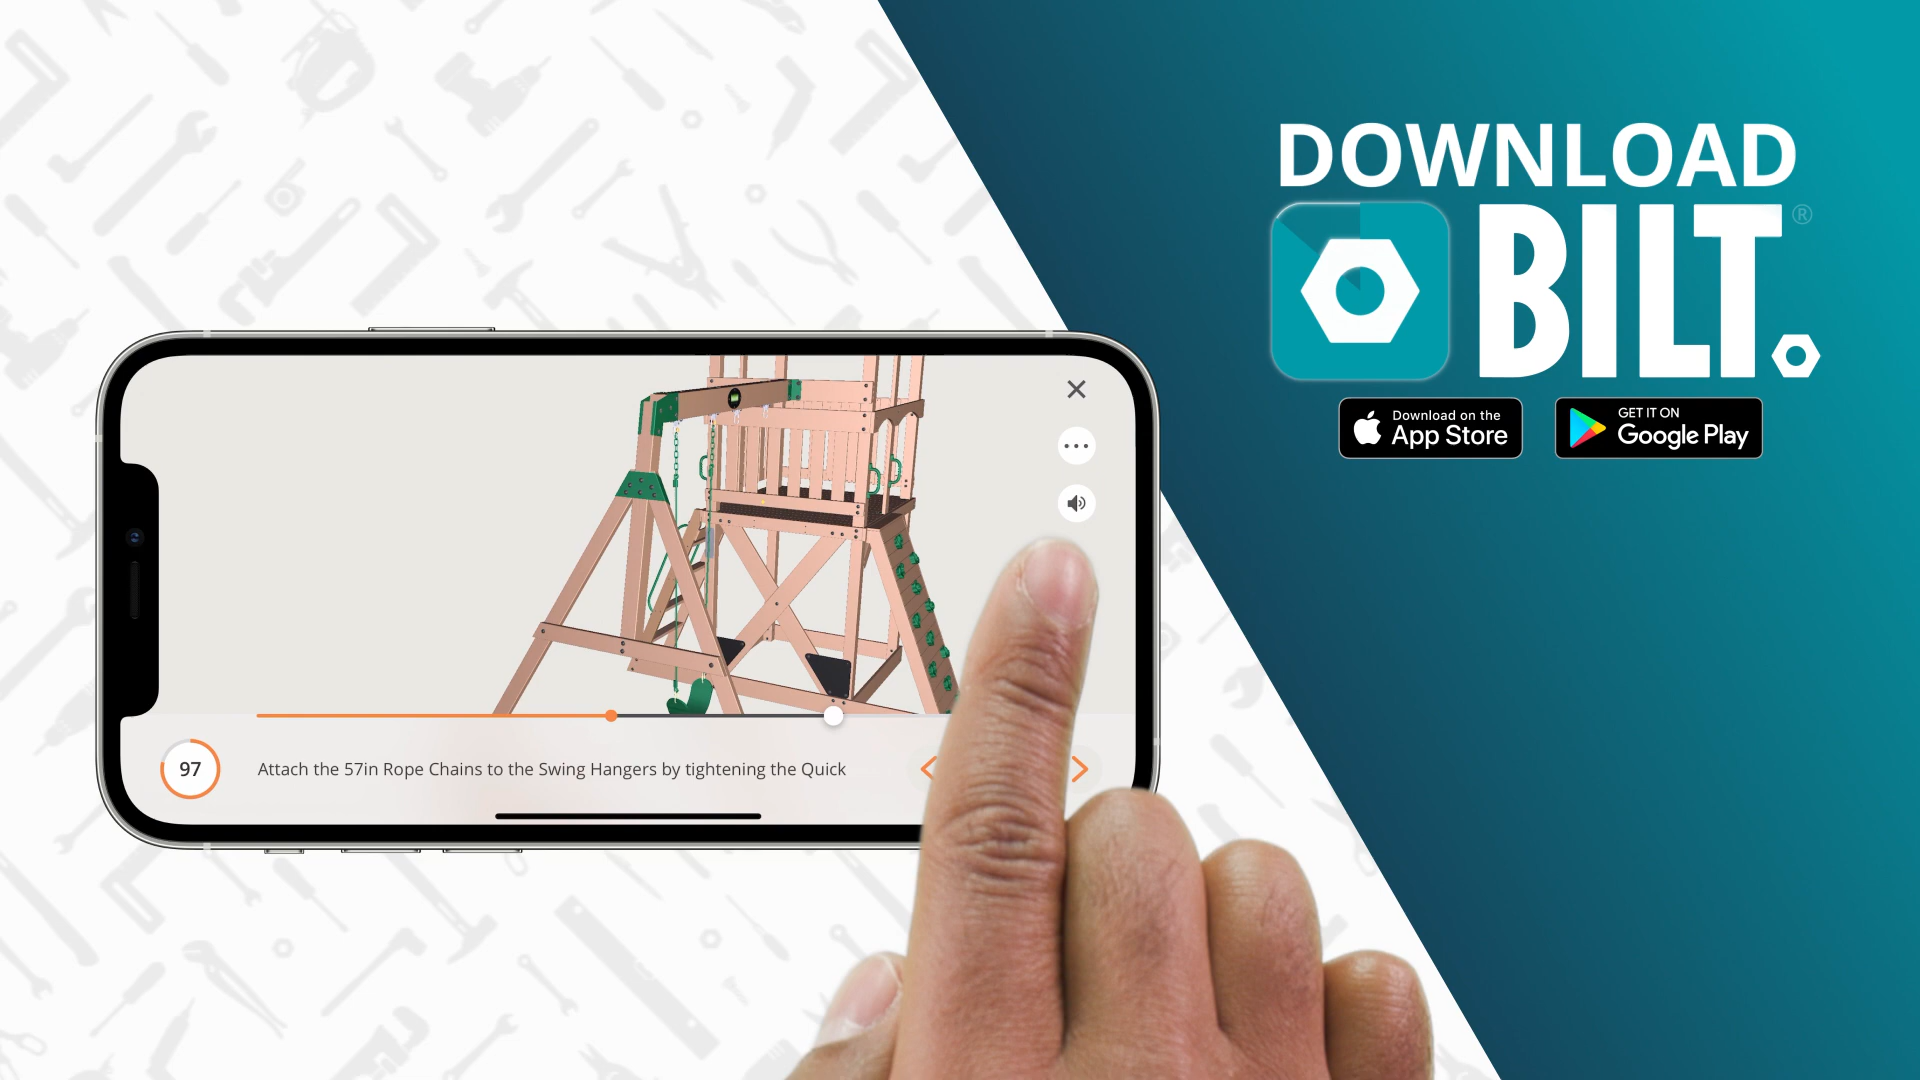 DOWNLOAD
BILT.®
Download on the
App Store
GET IT ON
Google Play
97
Attach the 57in Rope Chains to the Swing Hangers by tightening the Quick